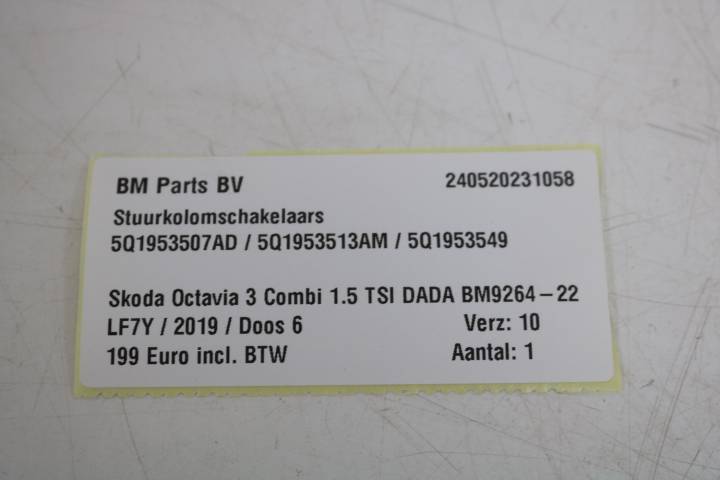 BM Parts BV 240520231058
Stuurkolomschakelaars
5Q1953507AD / 5Q1953513AM / 5Q1953549
Skoda Octavia 3 Combi 1.5 TSI DADA BM9264-22
LF7Y / 2019 / Doos 6 Verz: 10
199 Euro incl. BTW Aantal: 1